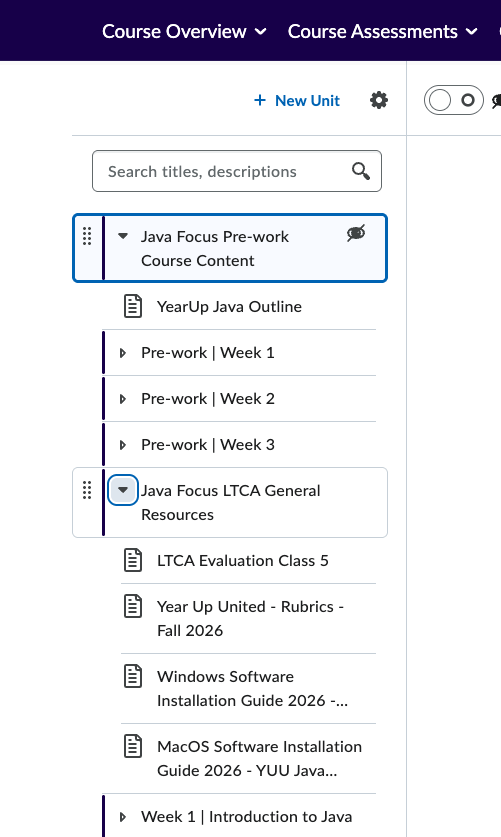 Course Overview
Course Assessments
+ New Unit
Search titles, descriptions
Java Focus Pre-work
Course Content
YearUp Java Outline
Pre-work | Week 1
Pre-work | Week 2
Pre-work | Week 3
Java Focus LTCA General
Resources
LTCA Evaluation Class 5
Year Up United - Rubrics -
Fall 2026
Windows Software
Installation Guide 2026 -...
MacOS Software Installation
Guide 2026 - YUU Java...
Week 1 | Introduction to Java